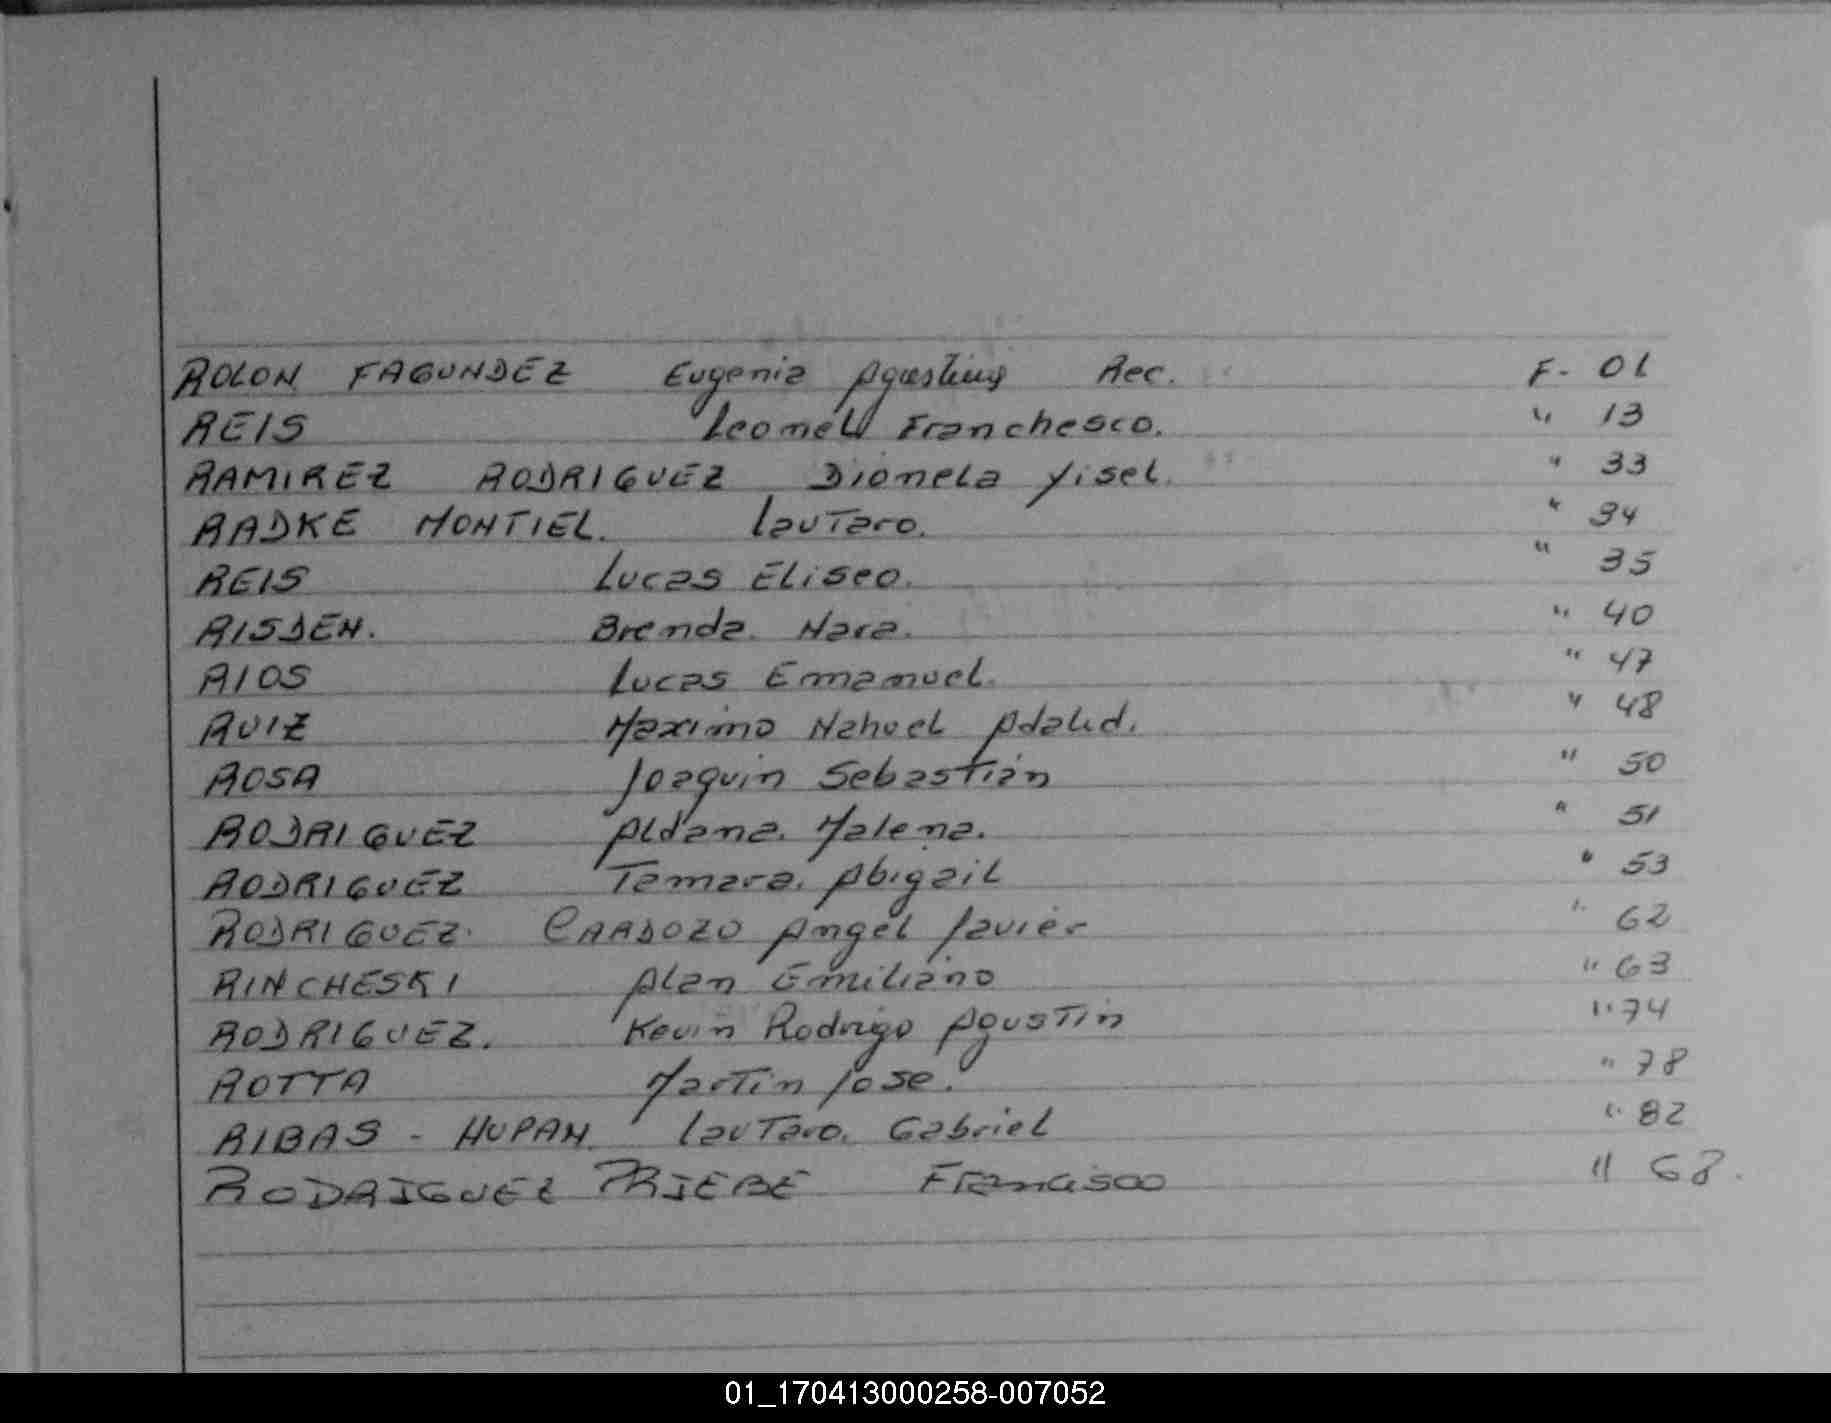 ROLON FAGUNDEZ Eugenia Agustina Rec. F- 01
REIS Leonell Franchesco. " 13
RAMIREZ RODRIGUEZ Dionela Yisel. " 33
RADKE MONTIEL. Lautaro. " 34
REIS Lucas Eliseo. " 35
RISDEN. Brenda. Nara. " 40
RIOS Lucas Emmanuel. " 47
RUIZ Maximo Nahuel Adalid. " 48
ROSA Joaquin Sebastián " 50
RODRIGUEZ Aldana. Malena. " 51
RODRIGUEZ Tamara. Abigail " 53
RODRIGUEZ. CARDOZO Angel Javier " 62
RINCHESKI Alan Emiliano " 63
RODRIGUEZ. Kevin Rodrigo Agustin " 74
ROTTA Martin Jose. " 78
RIBAS - HUPAN Lautaro. Gabriel " 82
RODRIGUEZ PRIEBE Francisco " 68.
01_170413000258-007052